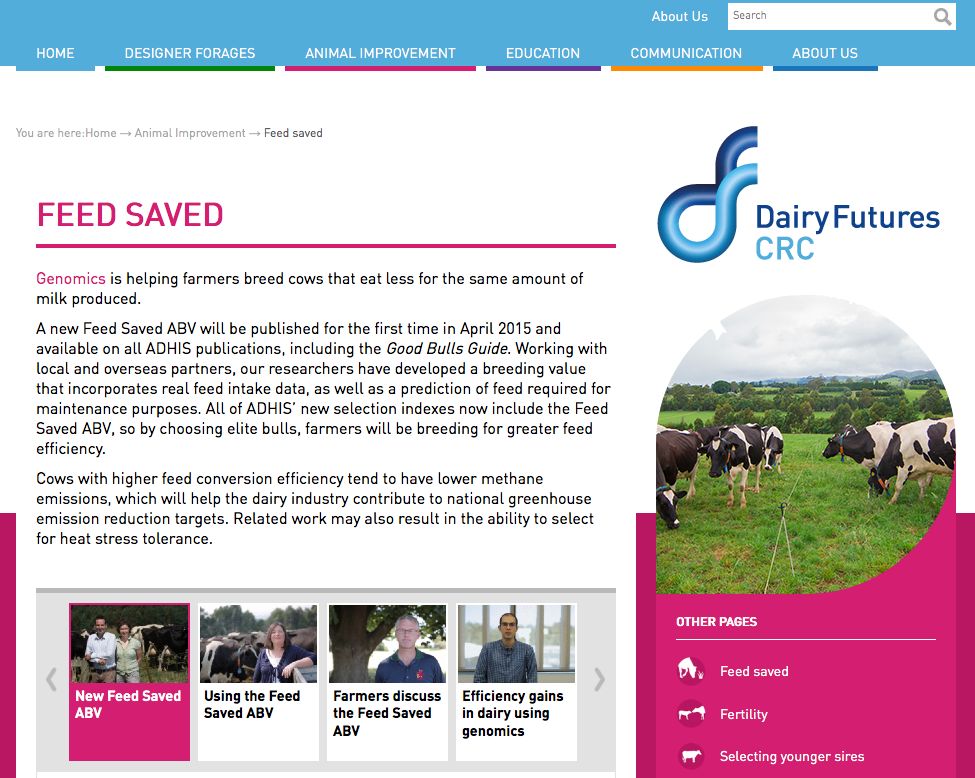 About Us
Search
HOME
DESIGNER FORAGES
ANIMAL IMPROVEMENT
EDUCATION
COMMUNICATION
ABOUT US
You are here:Home → Animal Improvement → Feed saved
DairyFutures
CRC
FEED SAVED
Genomics is helping farmers breed cows that eat less for the same amount of
milk produced.
A new Feed Saved ABV will be published for the first time in April 2015 and
available on all ADHIS publications, including the Good Bulls Guide. Working with
local and overseas partners, our researchers have developed a breeding value
that incorporates real feed intake data, as well as a prediction of feed required for
maintenance purposes. All of ADHIS' new selection indexes now include the Feed
Saved ABV, so by choosing elite bulls, farmers will be breeding for greater feed
efficiency.
Cows with higher feed conversion efficiency tend to have lower methane
emissions, which will help the dairy industry contribute to national greenhouse
emission reduction targets. Related work may also result in the ability to select
for heat stress tolerance.
New Feed Saved
ABV
Using the Feed
Saved ABV
Farmers discuss
the Feed Saved
ABV
Efficiency gains
in dairy using
genomics
OTHER PAGES
Feed saved
Fertility
Selecting younger sires